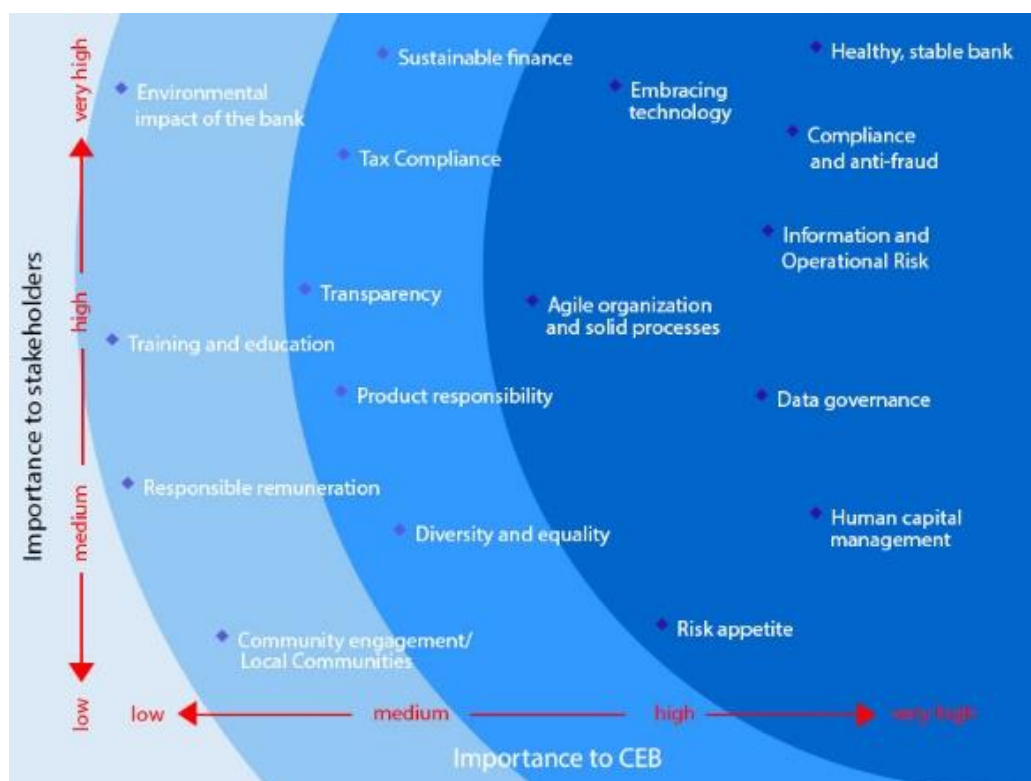 very high
high
medium
low
Importance to stakeholders
Sustainable finance
Healthy, stable bank
Environmental
impact of the bank
Embracing
technology
Compliance
and anti-fraud
Tax Compliance
Information and
Operational Risk
Transparency
Agile organization
and solid processes
Training and education
Product responsibility
Data governance
Responsible remuneration
Diversity and equality
Human capital
management
Community engagement/
Local Communities
Risk appetite
low
medium
high
very high
Importance to CEB